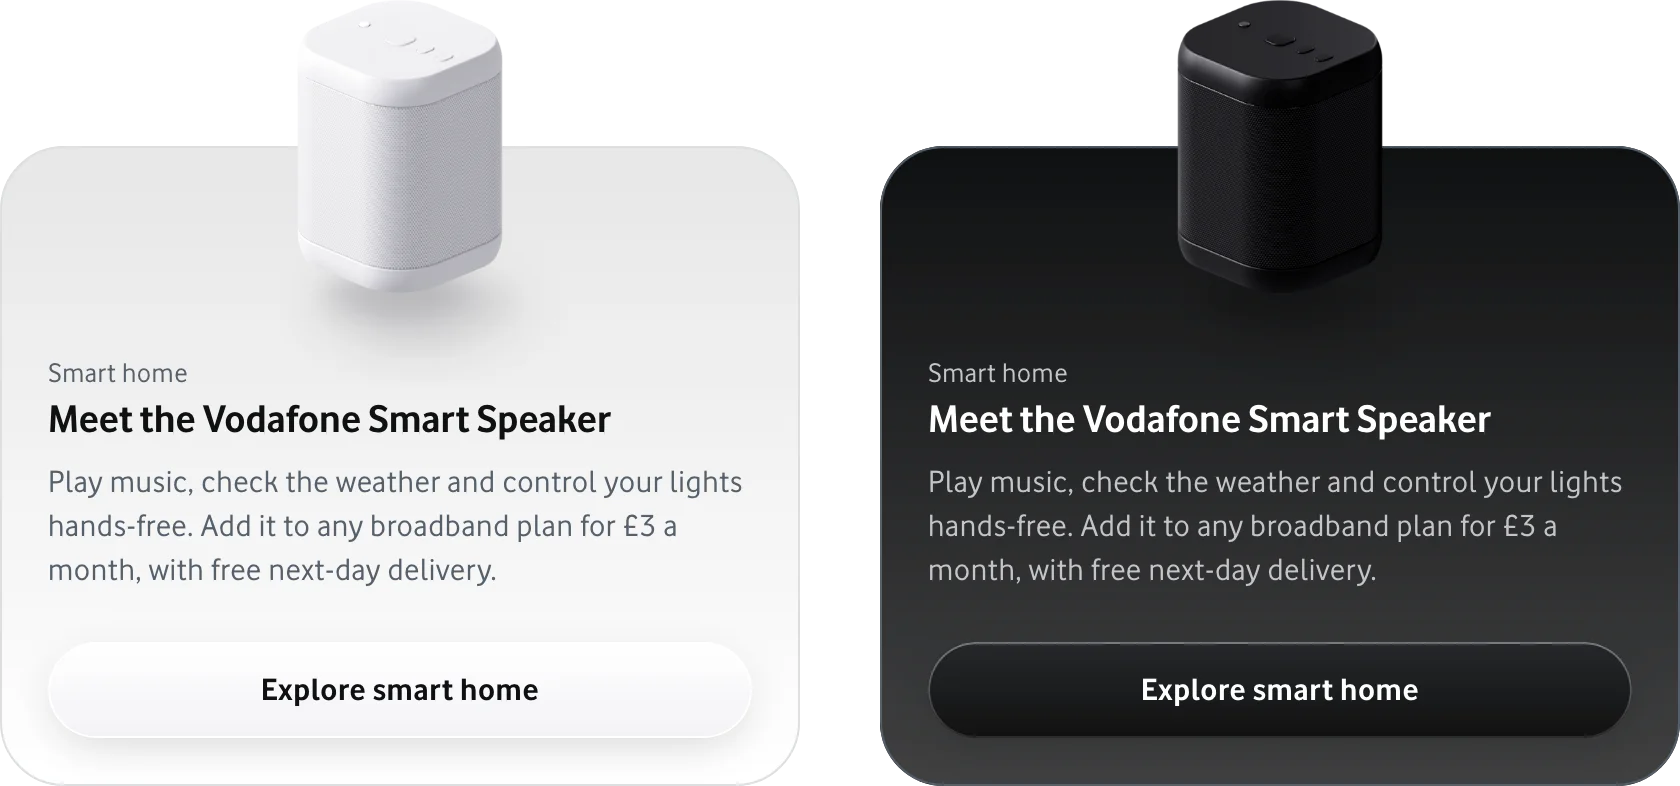 Smart home
Meet the Vodafone Smart Speaker
Play music, check the weather and control your lights
hands-free. Add it to any broadband plan for £3 a
month, with free next-day delivery.
Explore smart home
Smart home
Meet the Vodafone Smart Speaker
Play music, check the weather and control your lights
hands-free. Add it to any broadband plan for £3 a
month, with free next-day delivery.
Explore smart home